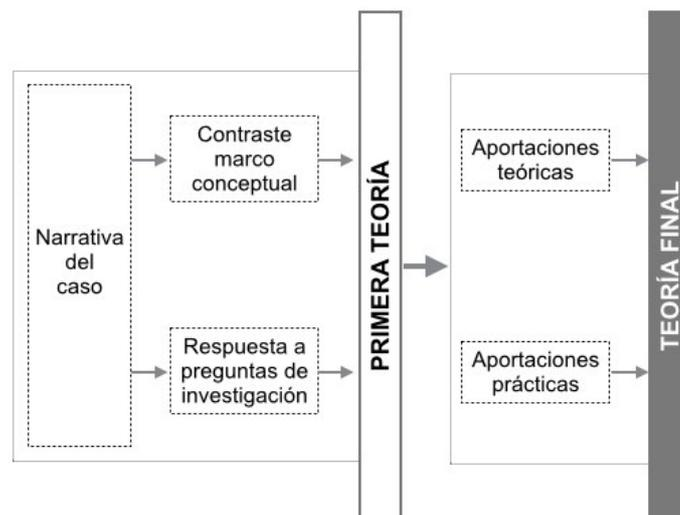 Narrativa
del
caso
Contraste
marco
conceptual
Respuesta a
preguntas de
investigación
PRIMERA TEORÍA
Aportaciones
teóricas
Aportaciones
prácticas
TEORÍA FINAL